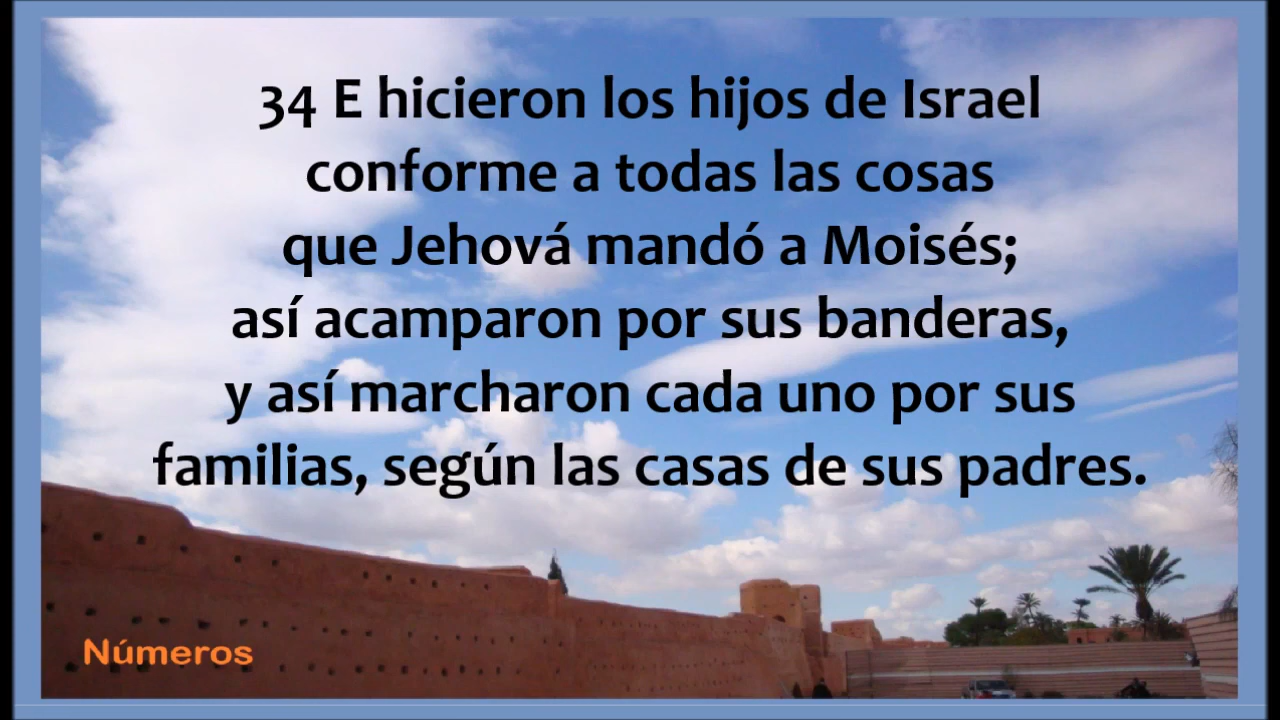 34 E hicieron los hijos de Israel
conforme a todas las cosas
que Jehová mandó a Moisés;
así acamparon por sus banderas,
y así marcharon cada uno por sus
familias, según las casas de sus padres.
Números